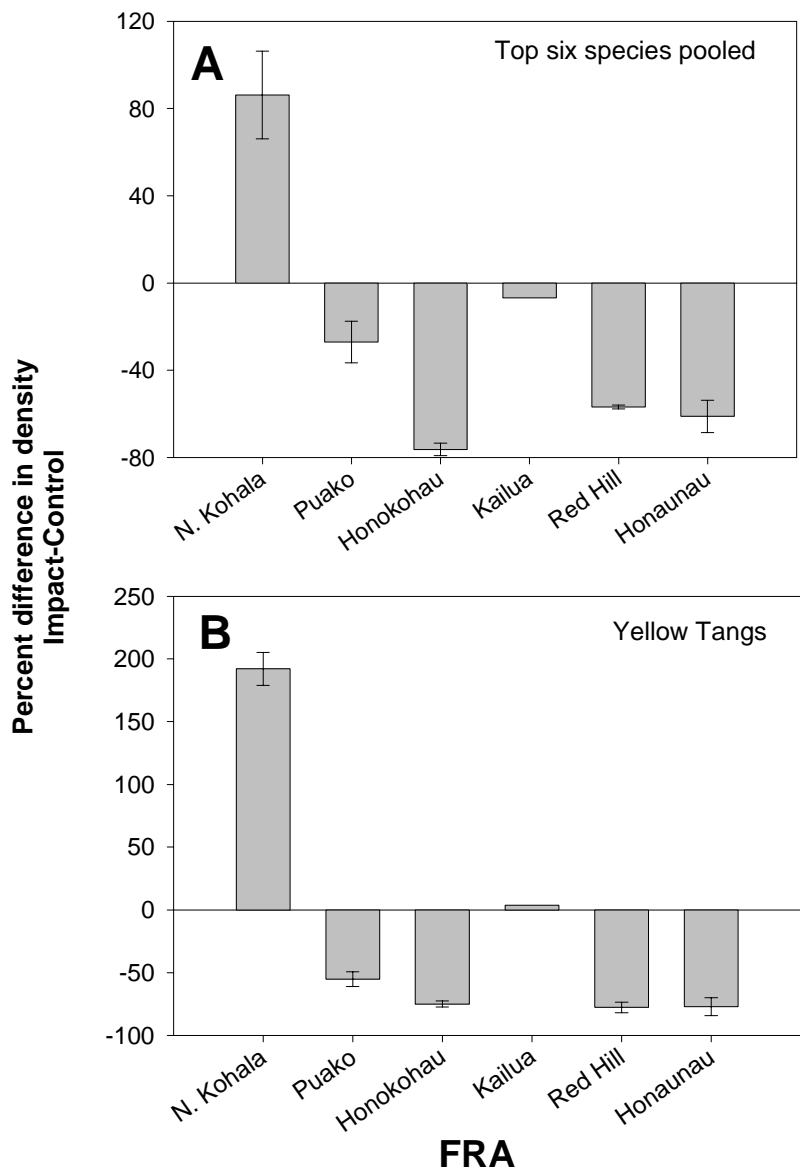 A
Top six species pooled
120
80
40
0
-40
-80
N. Kohala
Puako
Honokohau
Kailua
Red Hill
Honaunau
Percent difference in density
Impact-Control
B
Yellow Tangs
250
200
150
100
50
0
-50
-100
N. Kohala
Puako
Honokohau
Kailua
Red Hill
Honaunau
FRA